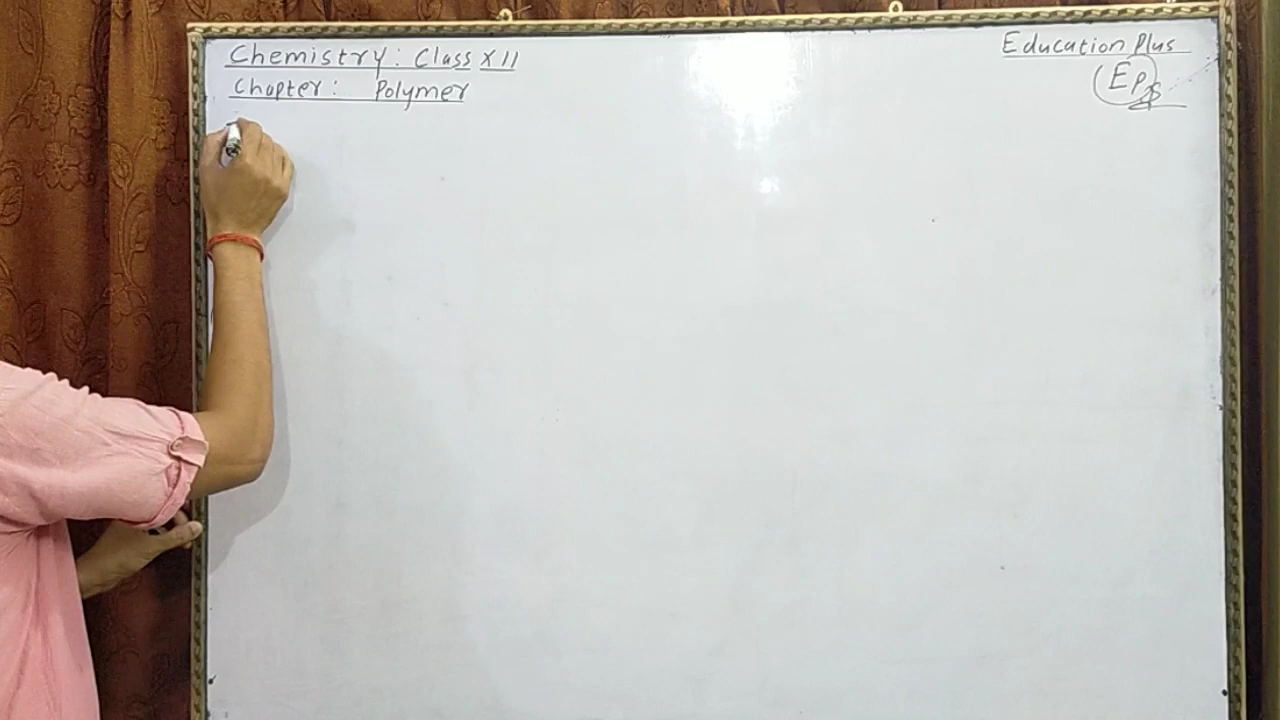 Chemistry: Class XII
Chapter: Polymer
Education Plus
Ep